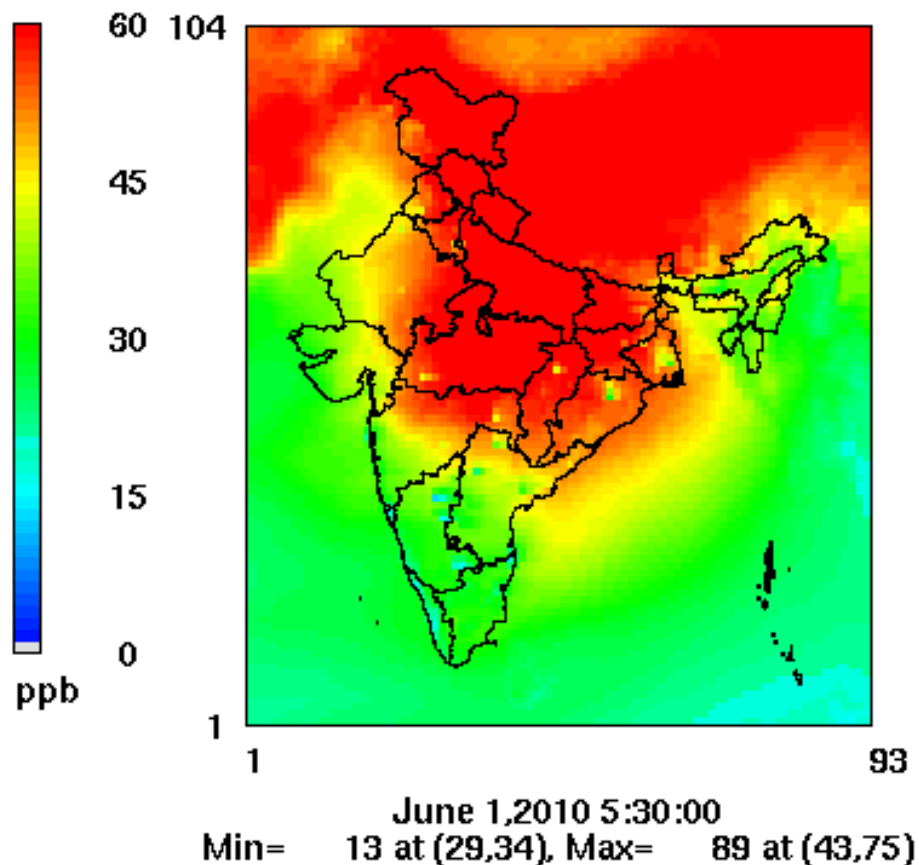 60
45
30
15
0
ppb
104
1
1 93
June 1,2010 5:30:00
Min= 13 at (29,34), Max= 89 at (43,75)